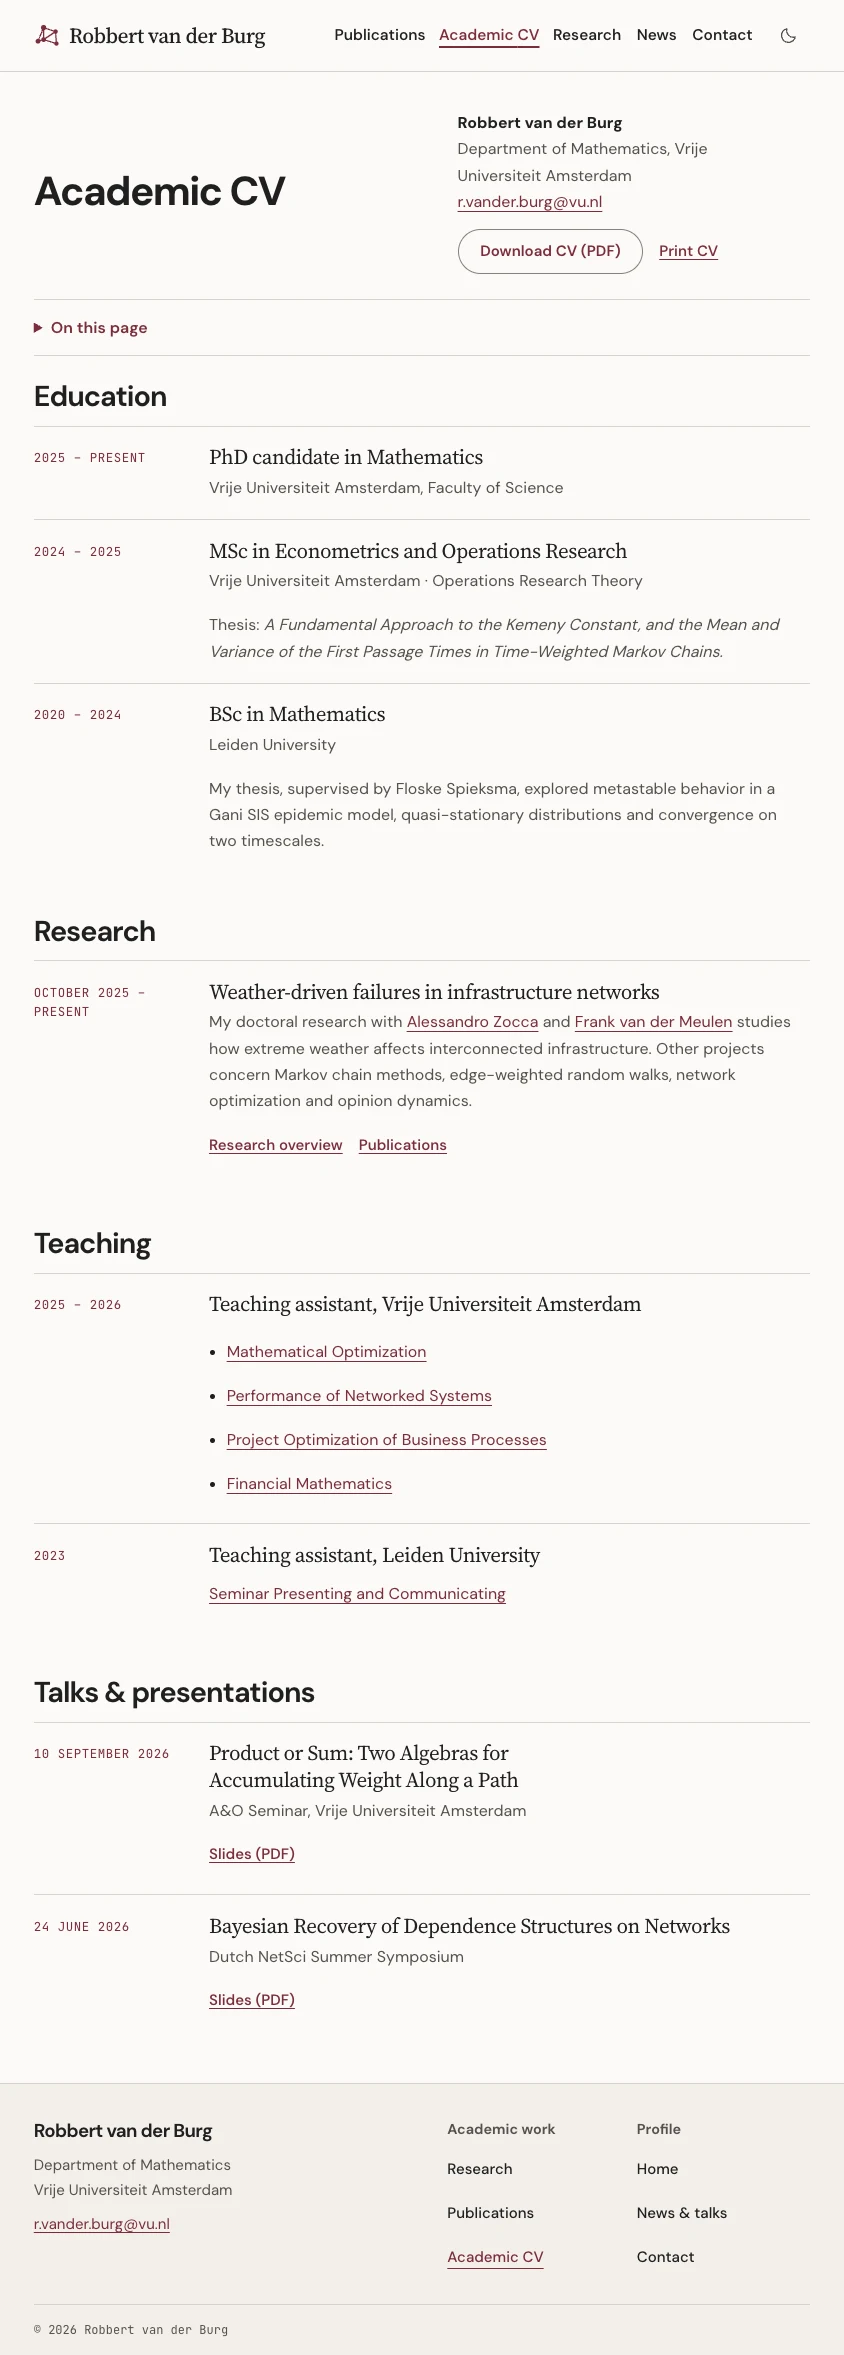 Robbert van der Burg
Publications Academic CV Research News Contact
Academic CV
Robbert van der Burg
Department of Mathematics, Vrije
Universiteit Amsterdam
r.vander.burg@vu.nl
Download CV (PDF) Print CV
On this page
Education
2025 – PRESENT
PhD candidate in Mathematics
Vrije Universiteit Amsterdam, Faculty of Science
2024 – 2025
MSc in Econometrics and Operations Research
Vrije Universiteit Amsterdam · Operations Research Theory
Thesis: A Fundamental Approach to the Kemeny Constant, and the Mean and
Variance of the First Passage Times in Time-Weighted Markov Chains.
2020 – 2024
BSc in Mathematics
Leiden University
My thesis, supervised by Floske Spieksma, explored metastable behavior in a
Gani SIS epidemic model, quasi-stationary distributions and convergence on
two timescales.
Research
OCTOBER 2025 –
PRESENT
Weather-driven failures in infrastructure networks
My doctoral research with Alessandro Zocca and Frank van der Meulen studies
how extreme weather affects interconnected infrastructure. Other projects
concern Markov chain methods, edge-weighted random walks, network
optimization and opinion dynamics.
Research overview Publications
Teaching
2025 – 2026
Teaching assistant, Vrije Universiteit Amsterdam
• Mathematical Optimization
• Performance of Networked Systems
• Project Optimization of Business Processes
• Financial Mathematics
2023
Teaching assistant, Leiden University
Seminar Presenting and Communicating
Talks & presentations
10 SEPTEMBER 2026
Product or Sum: Two Algebras for
Accumulating Weight Along a Path
A&O Seminar, Vrije Universiteit Amsterdam
Slides (PDF)
24 JUNE 2026
Bayesian Recovery of Dependence Structures on Networks
Dutch NetSci Summer Symposium
Slides (PDF)
Robbert van der Burg
Department of Mathematics
Vrije Universiteit Amsterdam
r.vander.burg@vu.nl
Academic work
Research
Publications
Academic CV
Profile
Home
News & talks
Contact
© 2026 Robbert van der Burg